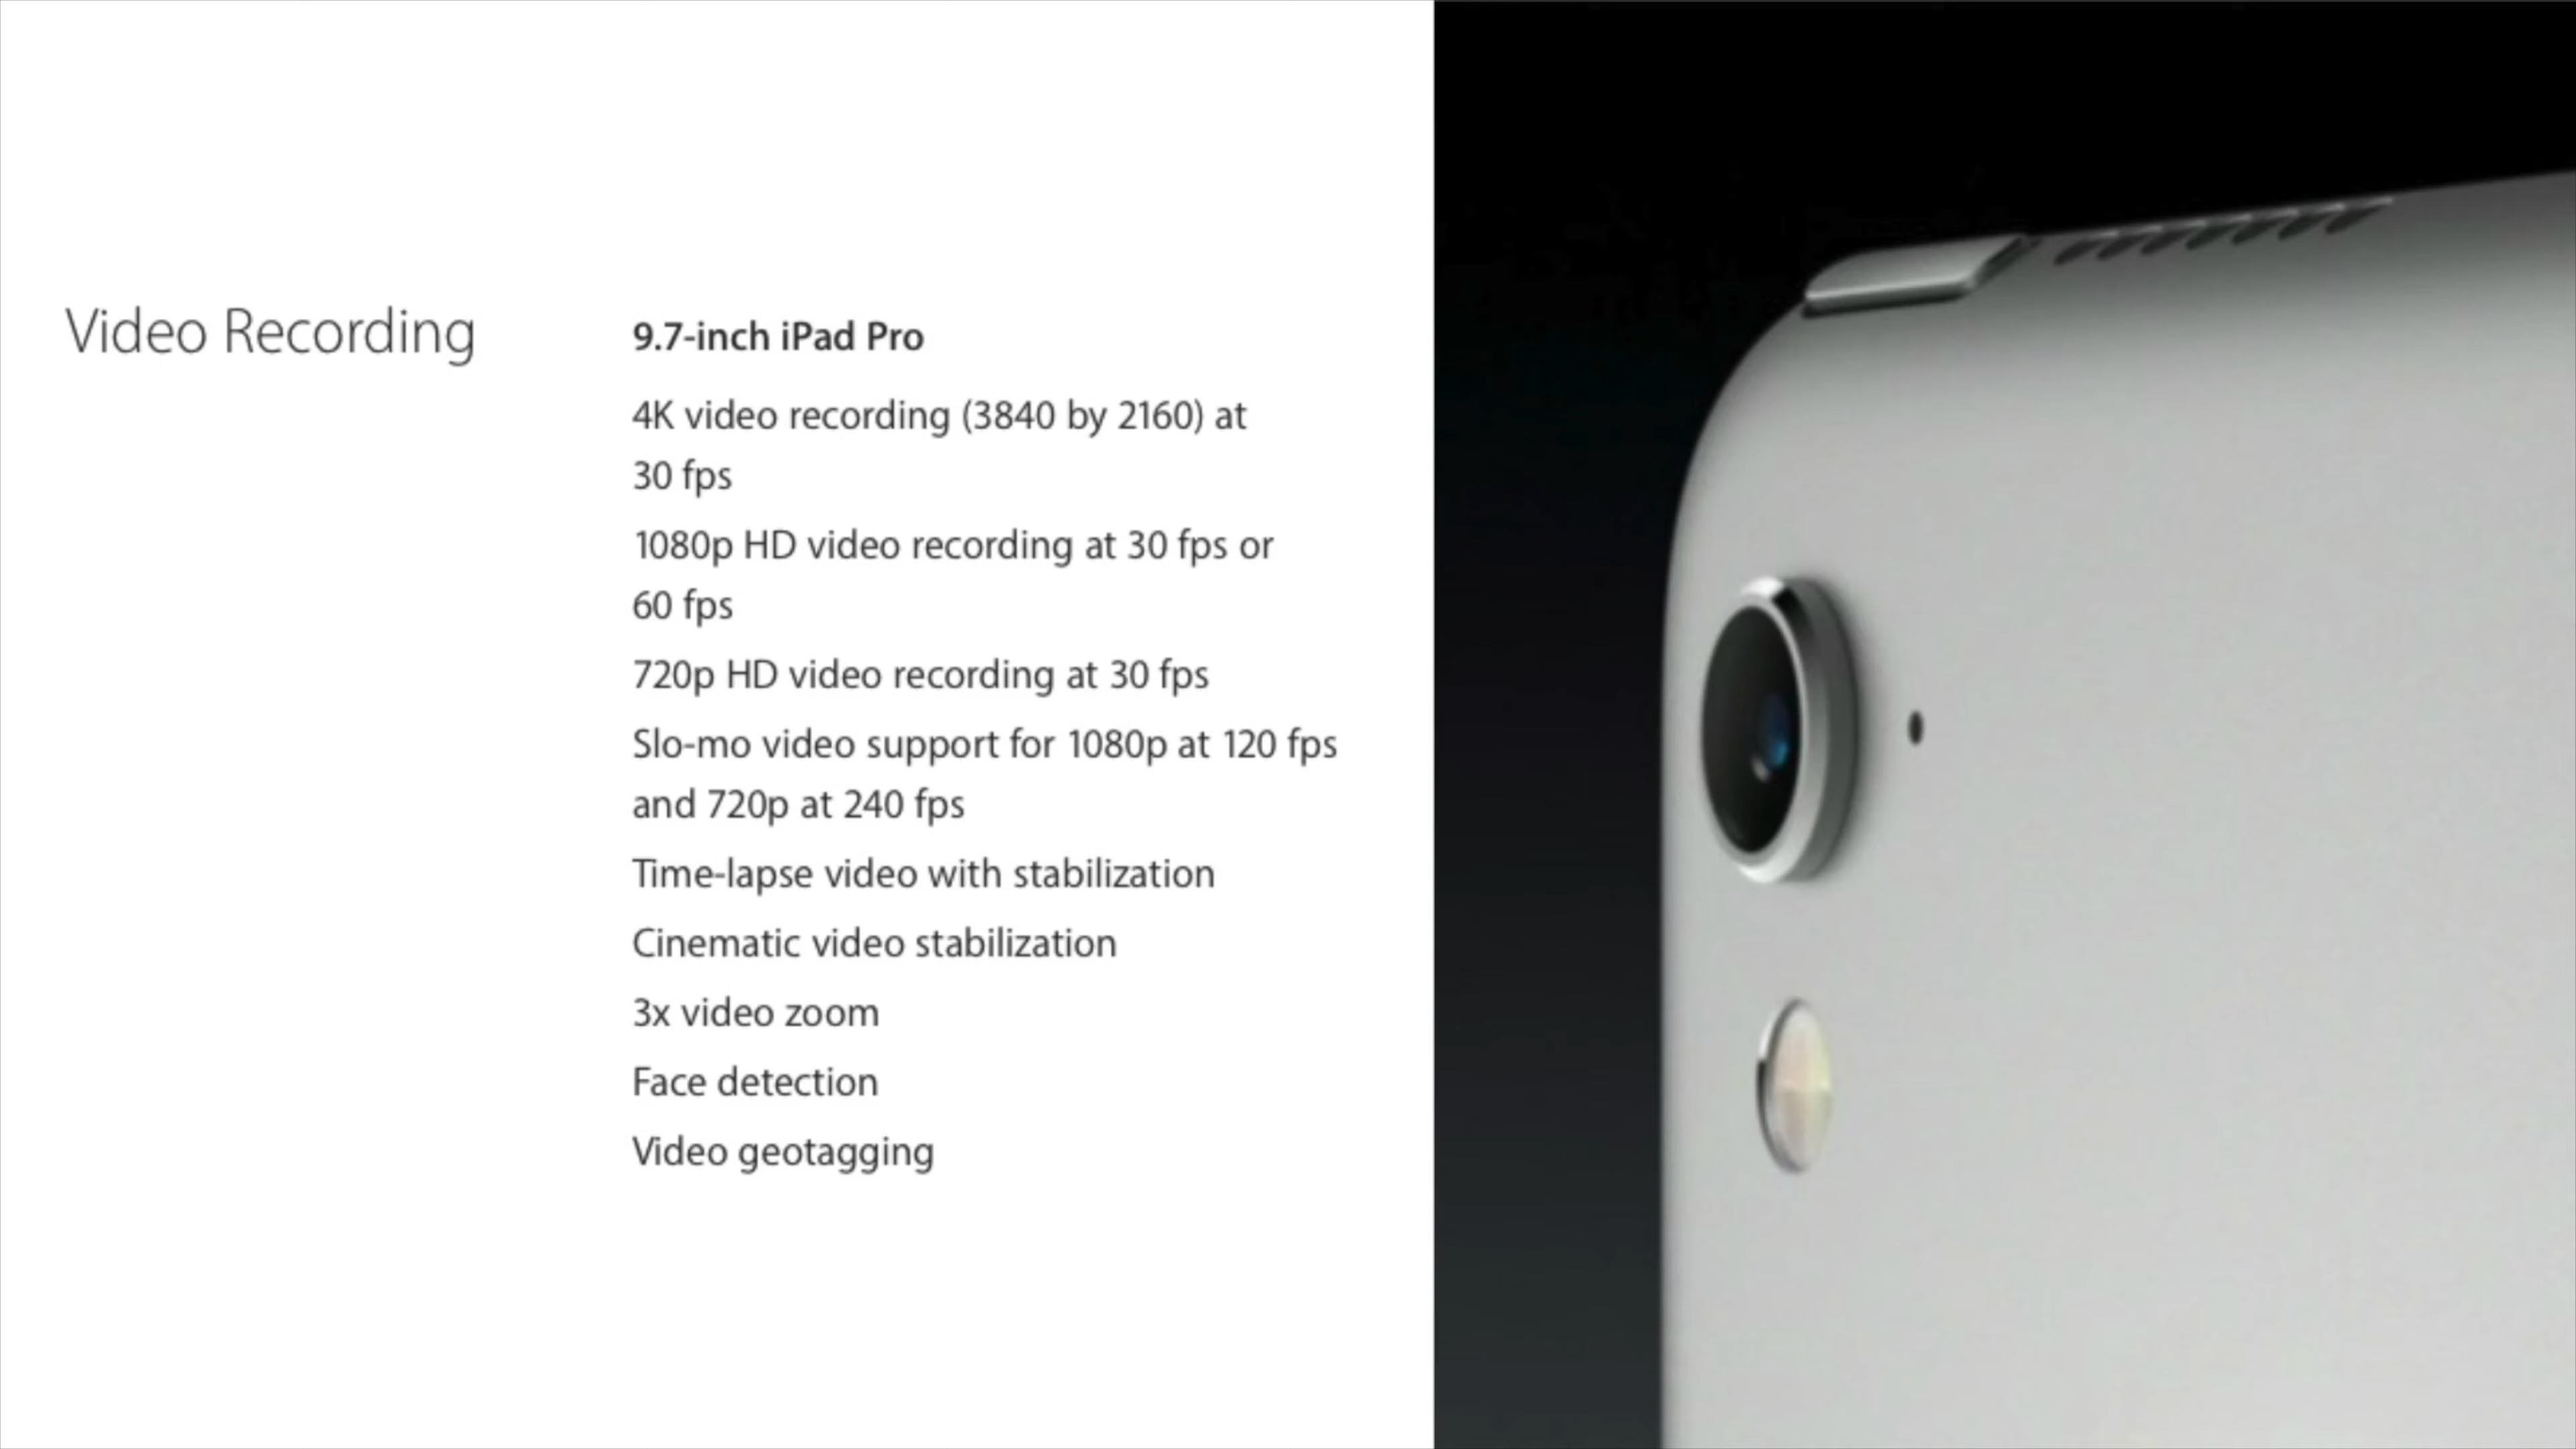 Video Recording
9.7-inch iPad Pro
4K video recording (3840 by 2160) at
30 fps
1080p HD video recording at 30 fps or
60 fps
720p HD video recording at 30 fps
Slo-mo video support for 1080p at 120 fps
and 720p at 240 fps
Time-lapse video with stabilization
Cinematic video stabilization
3x video zoom
Face detection
Video geotagging